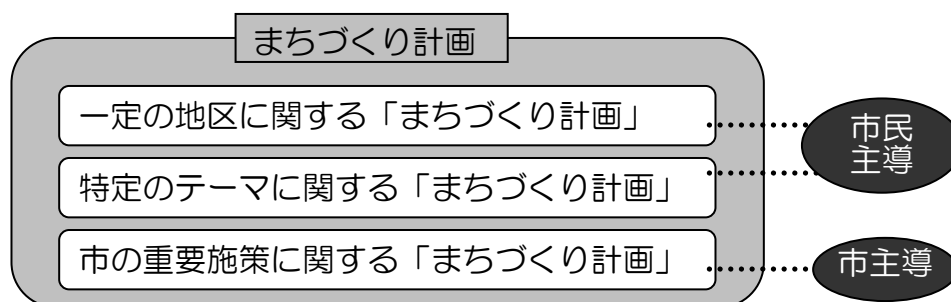 まちづくり計画
一定の地区に関する「まちづくり計画」
特定のテーマに関する「まちづくり計画」
市民
主導
市の重要施策に関する「まちづくり計画」
市主導